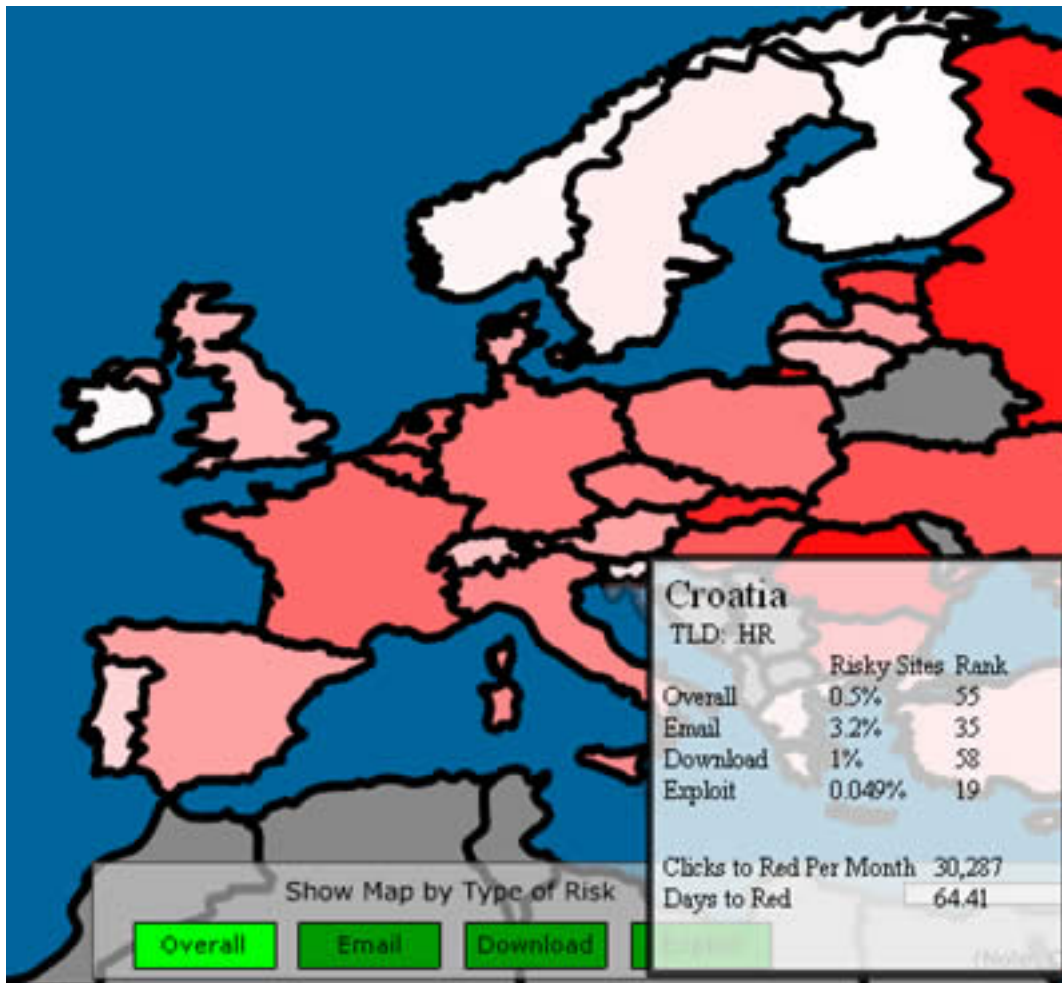 Croatia
TLD: HR
Risky Sites Rank
Overall 0.5% 55
Email 3.2% 35
Download 1% 58
Exploit 0.049% 19
Clicks to Red Per Month 30,287
Days to Red 64.41
Show Map by Type of Risk
Overall Email Download
(Note: